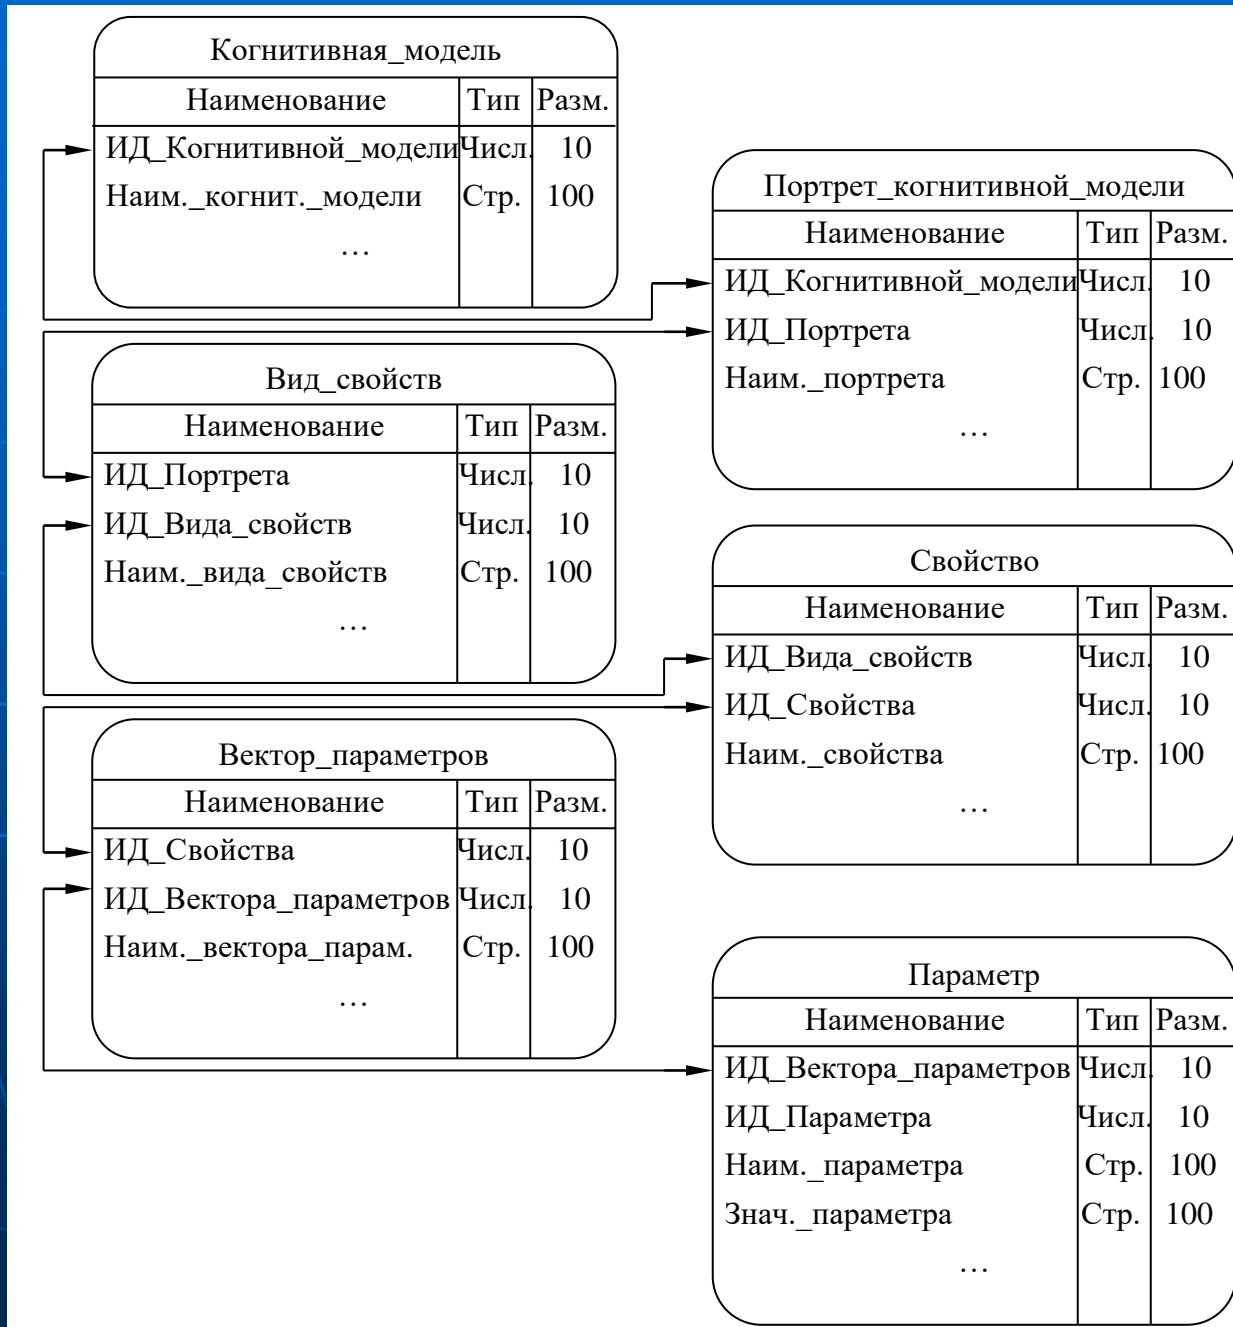 Когнитивная_модель
Наименование Тип Разм.
ИД_Когнитивной_модели Числ. 10
Наим._когнит._модели Стр. 100
…
Портрет_когнитивной_модели
Наименование Тип Разм.
ИД_Когнитивной_модели Числ. 10
ИД_Портрета Числ. 10
Наим._портрета Стр. 100
…
Вид_свойств
Наименование Тип Разм.
ИД_Портрета Числ. 10
ИД_Вида_свойств Числ. 10
Наим._вида_свойств Стр. 100
…
Свойство
Наименование Тип Разм.
ИД_Вида_свойств Числ. 10
ИД_Свойства Числ. 10
Наим._свойства Стр. 100
…
Вектор_параметров
Наименование Тип Разм.
ИД_Свойства Числ. 10
ИД_Вектора_параметров Числ. 10
Наим._вектора_парам. Стр. 100
…
Параметр
Наименование Тип Разм.
ИД_Вектора_параметров Числ. 10
ИД_Параметра Числ. 10
Наим._параметра Стр. 100
Знач._параметра Стр. 100
…